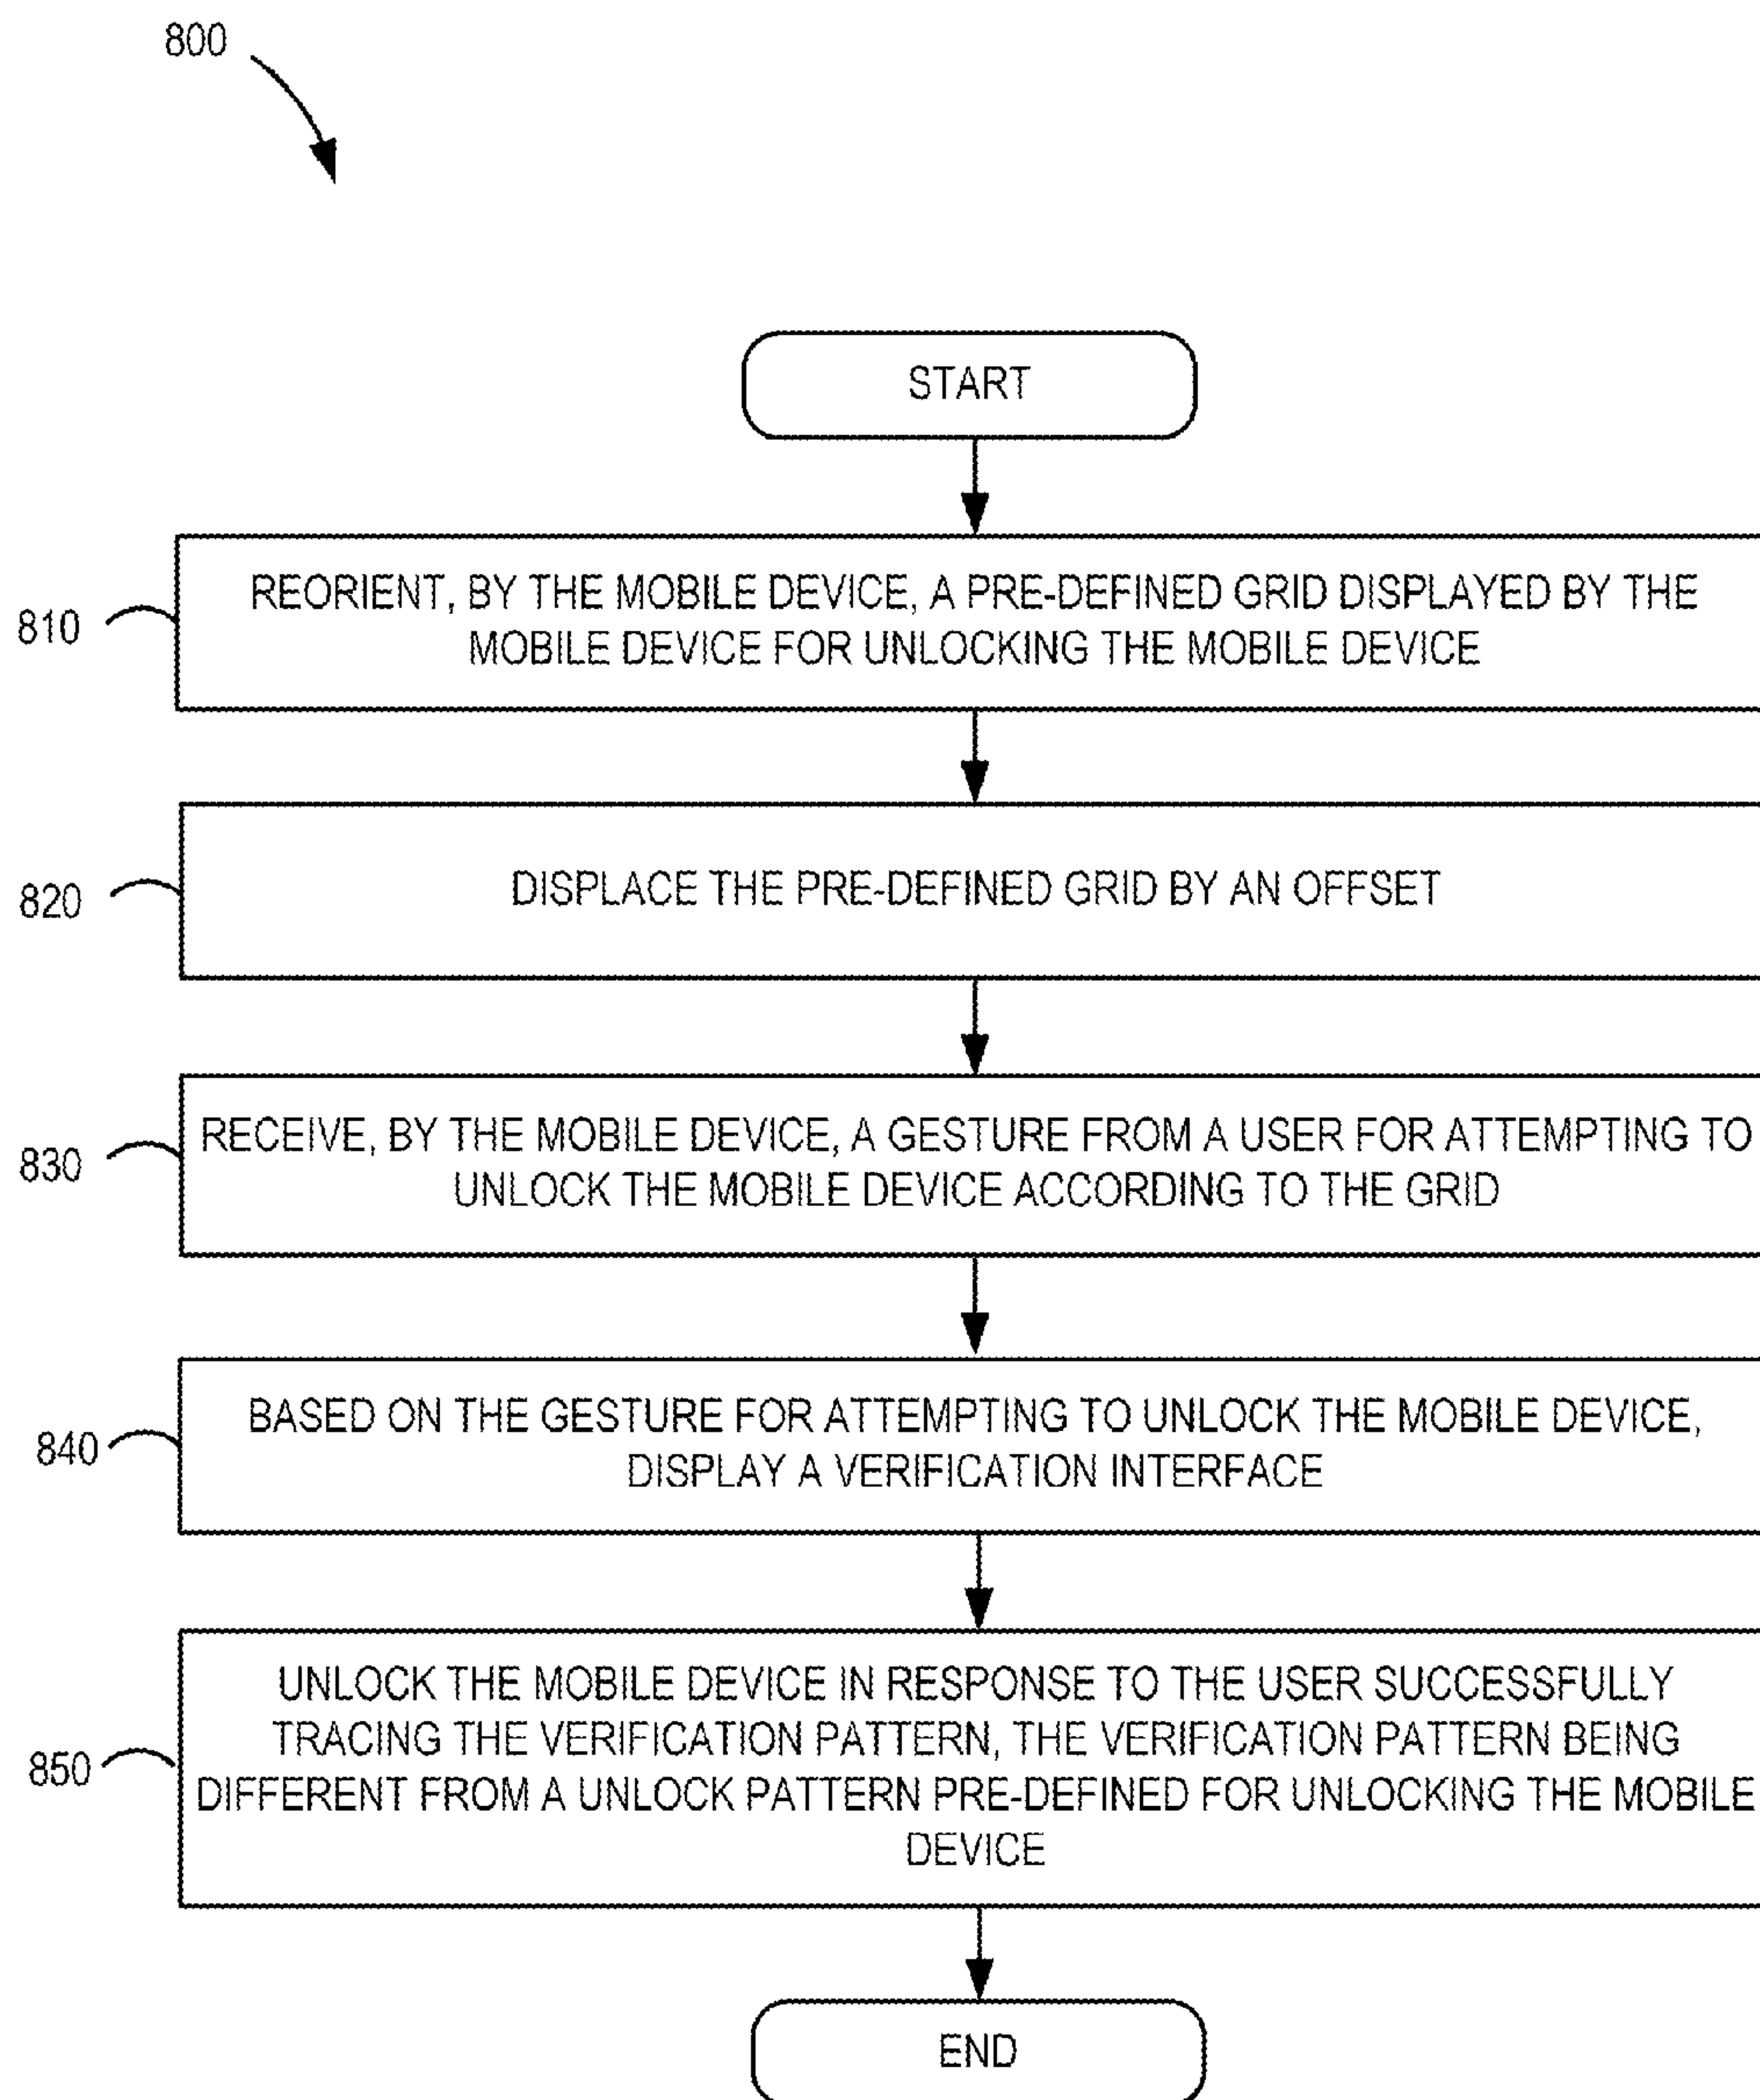 800
START
810
REORIENT, BY THE MOBILE DEVICE, A PRE-DEFINED GRID DISPLAYED BY THE
MOBILE DEVICE FOR UNLOCKING THE MOBILE DEVICE
820
DISPLACE THE PRE-DEFINED GRID BY AN OFFSET
830
RECEIVE, BY THE MOBILE DEVICE, A GESTURE FROM A USER FOR ATTEMPTING TO
UNLOCK THE MOBILE DEVICE ACCORDING TO THE GRID
840
BASED ON THE GESTURE FOR ATTEMPTING TO UNLOCK THE MOBILE DEVICE,
DISPLAY A VERIFICATION INTERFACE
850
UNLOCK THE MOBILE DEVICE IN RESPONSE TO THE USER SUCCESSFULLY
TRACING THE VERIFICATION PATTERN, THE VERIFICATION PATTERN BEING
DIFFERENT FROM A UNLOCK PATTERN PRE-DEFINED FOR UNLOCKING THE MOBILE
DEVICE
END